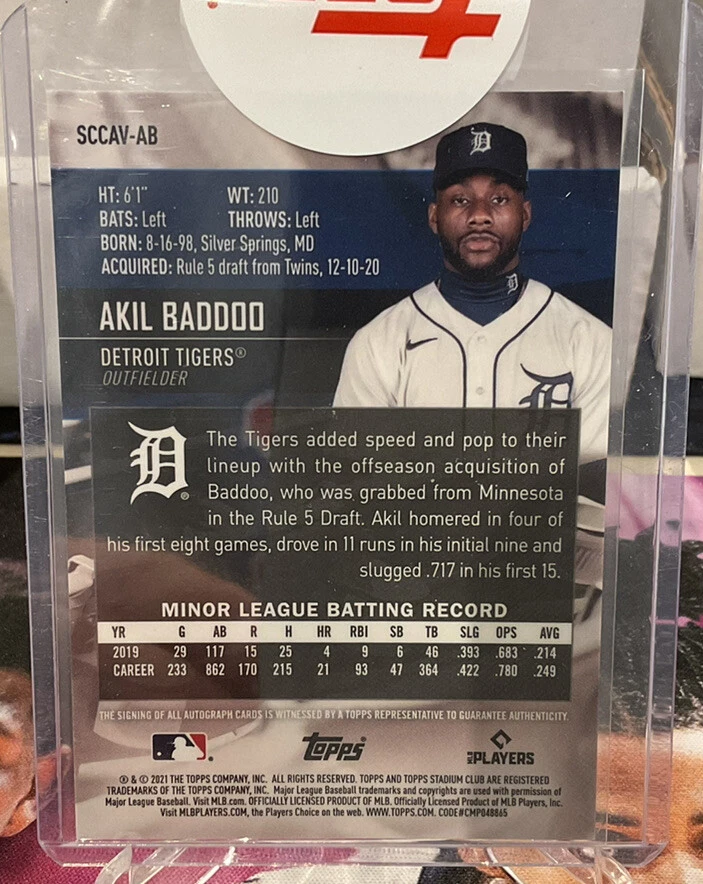 SCCAV-AB
HT: 6'1" WT: 210
BATS: Left THROWS: Left
BORN: 8-16-98, Silver Springs, MD
ACQUIRED: Rule 5 draft from Twins, 12-10-20
AKIL BADDOO
DETROIT TIGERS®
OUTFIELDER
The Tigers added speed and pop to their
lineup with the offseason acquisition of
Baddoo, who was grabbed from Minnesota
in the Rule 5 Draft. Akil homered in four of
his first eight games, drove in 11 runs in his initial nine and
slugged .717 in his first 15.
MINOR LEAGUE BATTING RECORD
YR G AB R H HR RBI SB TB SLG OPS AVG
2019 29 117 15 25 4 9 6 46 .393 .683 .214
CAREER 233 862 170 215 21 93 47 364 .422 .780 .249
THE SIGNING OF ALL AUTOGRAPH CARDS IS WITNESSED BY A TOPPS REPRESENTATIVE TO GUARANTEE AUTHENTICITY.
topps
MLB PLAYERS
® & © 2021 THE TOPPS COMPANY, INC. ALL RIGHTS RESERVED. TOPPS AND TOPPS STADIUM CLUB ARE REGISTERED
TRADEMARKS OF THE TOPPS COMPANY, INC. Major League Baseball trademarks and copyrights are used with permission of
Major League Baseball. Visit MLB.com. OFFICIALLY LICENSED PRODUCT OF MLB. Officially Licensed Product of MLB Players, Inc.
Visit MLBPLAYERS.COM, the Players Choice on the web. WWW.TOPPS.COM. CODE#CMP048865